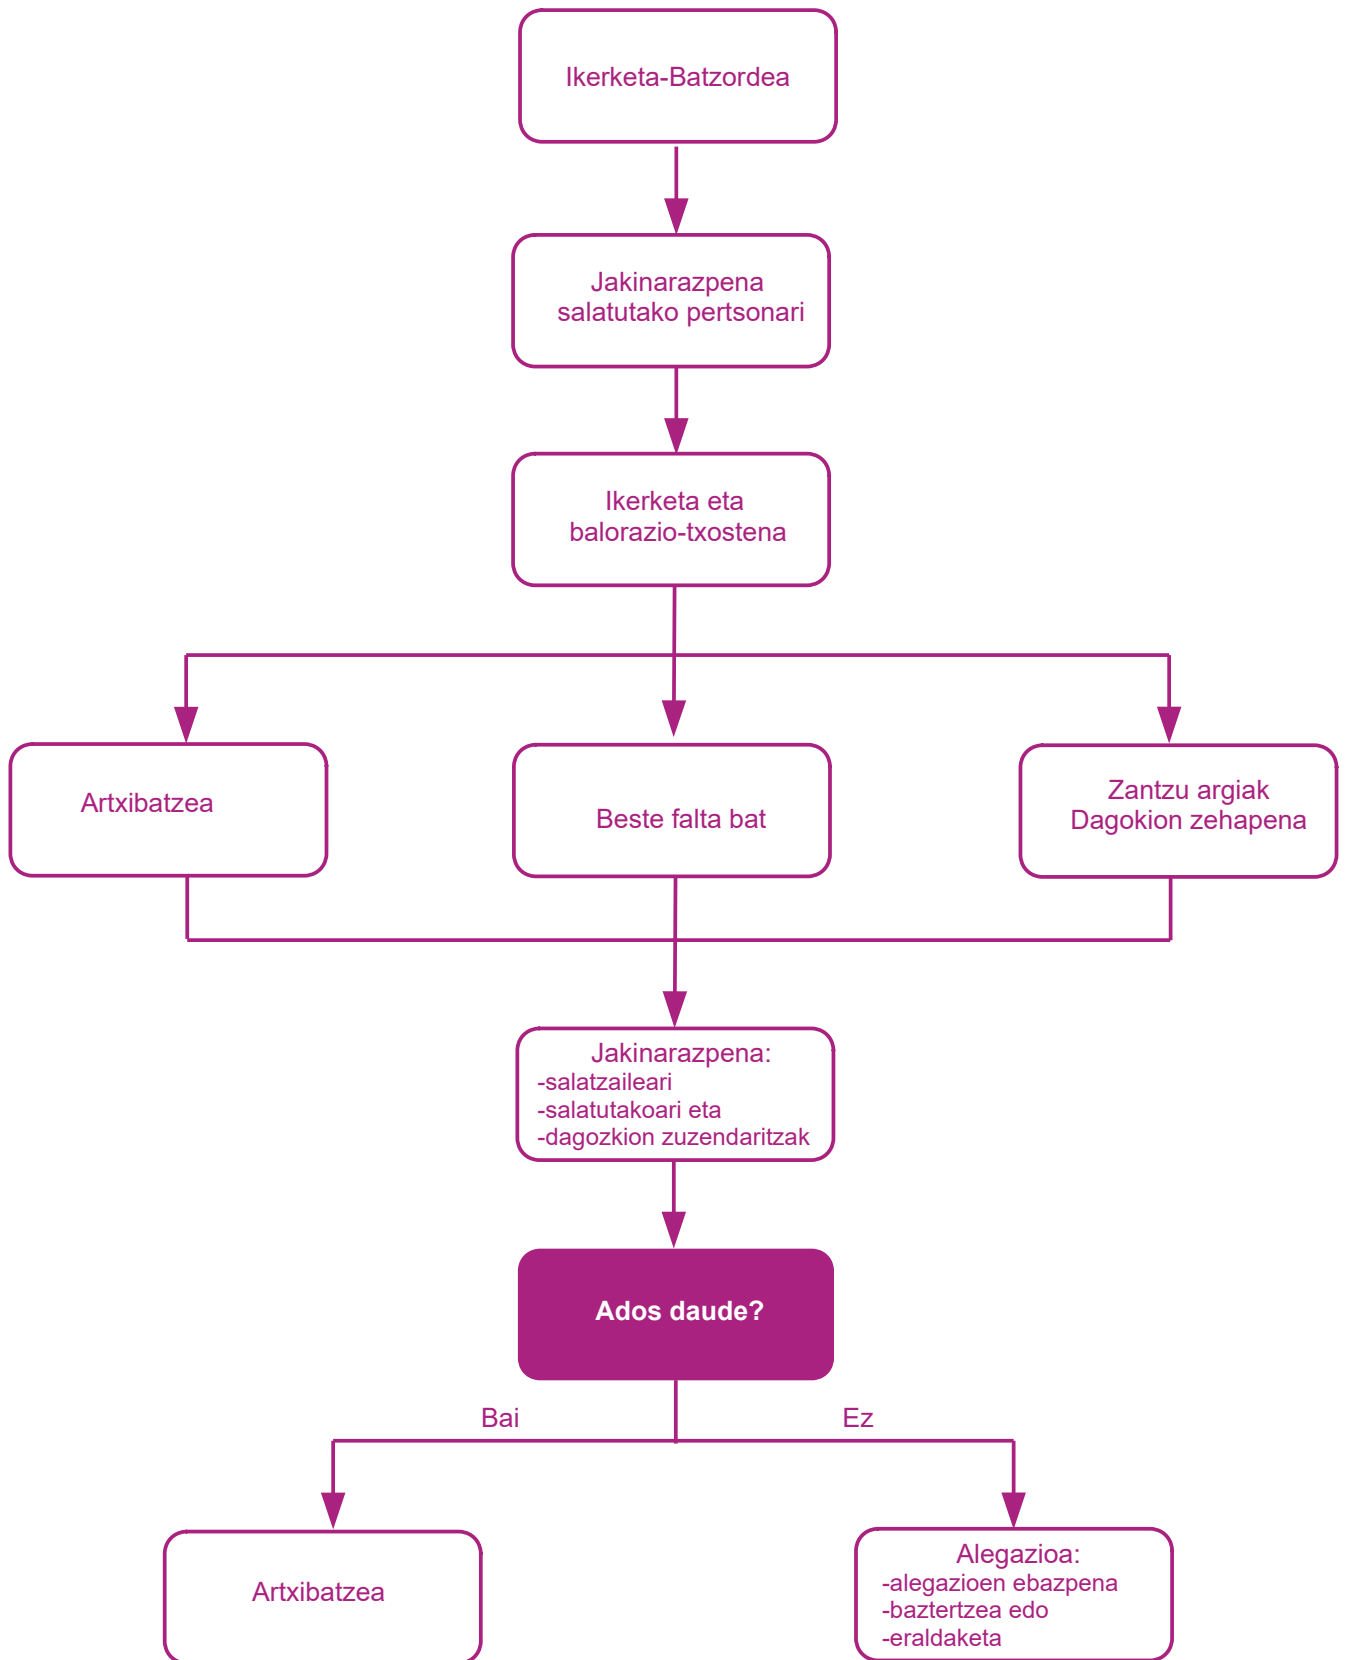 Ikerketa-Batzordea
Jakinarazpena
salatutako pertsonari
Ikerketa eta
balorazio-txostena
Artxibatzea
Beste falta bat
Zantzu argiak
Dagokion zehapena
Jakinarazpena:
-salatzaileari
-salatutakoari eta
-dagozkion zuzendaritzak
Ados daude?
Bai
Ez
Artxibatzea
Alegazioa:
-alegazioen ebazpena
-baztertzea edo
-eraldaketa